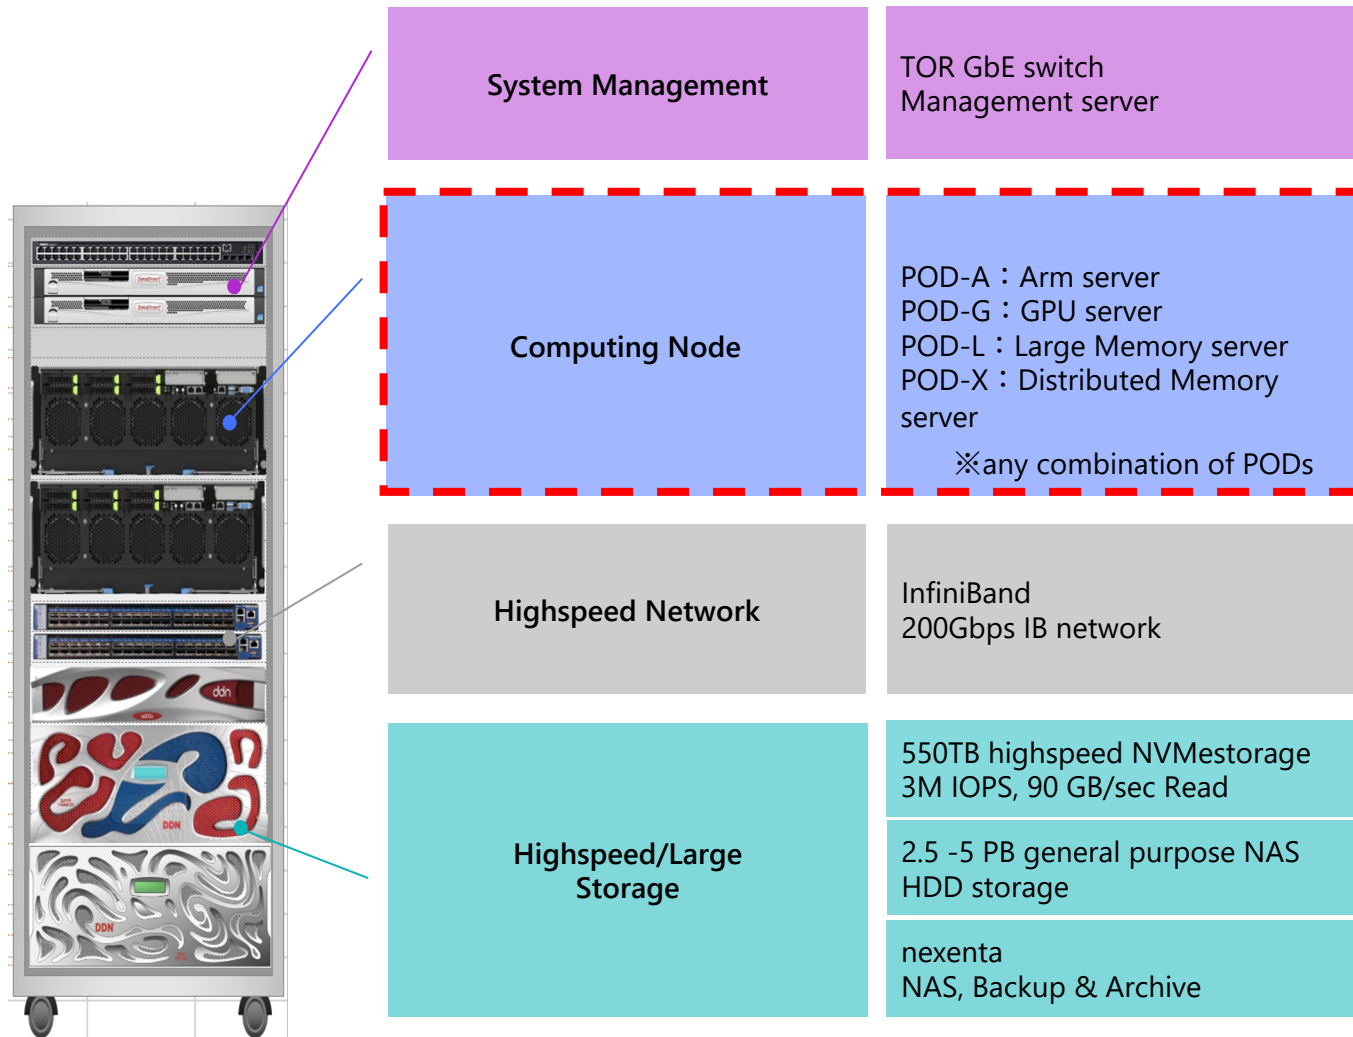 System Management
TOR GbE switch
Management server
Computing Node
POD-A：Arm server
POD-G：GPU server
POD-L：Large Memory server
POD-X：Distributed Memory
server
※any combination of PODs
Highspeed Network
InfiniBand
200Gbps IB network
Highspeed/Large
Storage
550TB highspeed NVMestorage
3M IOPS, 90 GB/sec Read
2.5 -5 PB general purpose NAS
HDD storage
nexenta
NAS, Backup & Archive
DataDirect
DataDirect
ddn
DDN
DDN